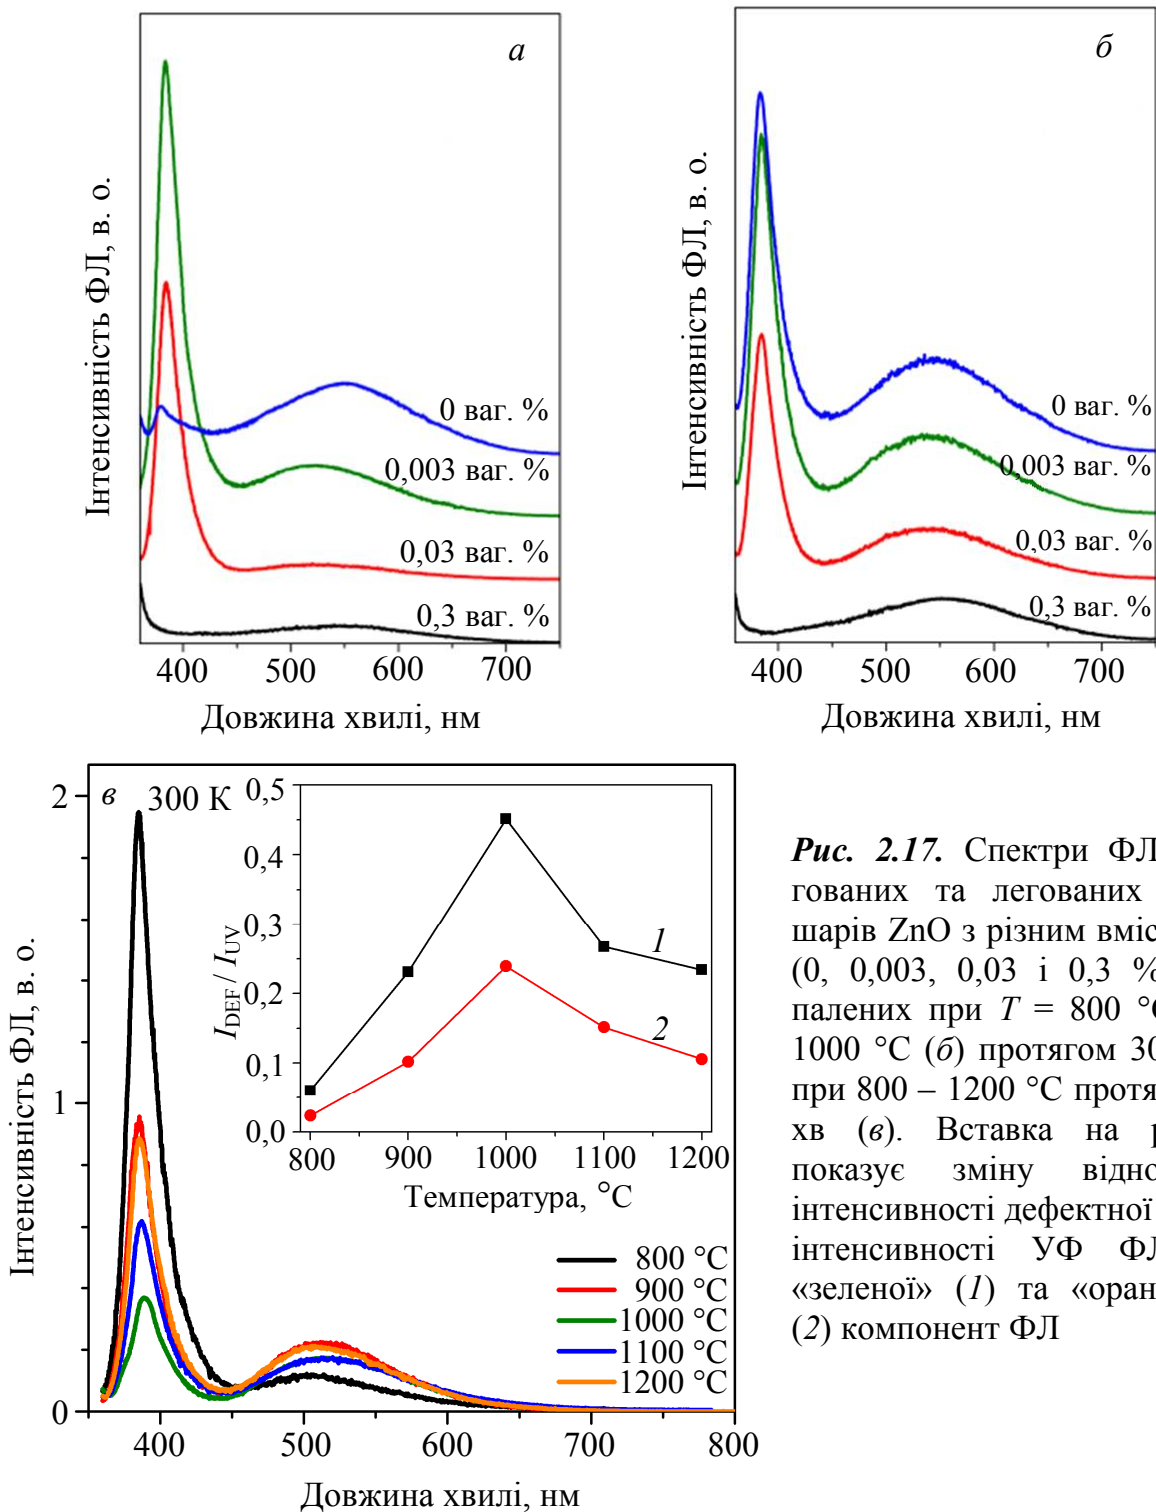 а
Інтенсивність ФЛ, в. о.
0 ваг. %
0,003 ваг. %
0,03 ваг. %
0,3 ваг. %
400 500 600 700
Довжина хвилі, нм
б
Інтенсивність ФЛ, в. о.
0 ваг. %
0,003 ваг. %
0,03 ваг. %
0,3 ваг. %
400 500 600 700
Довжина хвилі, нм
в 300 К
Інтенсивність ФЛ, в. о.
2
1
0
400 500 600 700 800
Довжина хвилі, нм
I_DEF / I_UV
0,5
0,4
0,3
0,2
0,1
0,0
1
2
800 900 1000 1100 1200
Температура, °C
800 °C
900 °C
1000 °C
1100 °C
1200 °C
Рис. 2.17. Спектри ФЛ
гованих та легованих
шарів ZnO з різним вміс
(0, 0,003, 0,03 і 0,3 %
палених при T = 800 °C
1000 °C (б) протягом 30
при 800 – 1200 °C протя
хв (в). Вставка на р
показує зміну відно
інтенсивності дефектної
інтенсивності УФ ФЛ
«зеленої» (1) та «оран
(2) компонент ФЛ